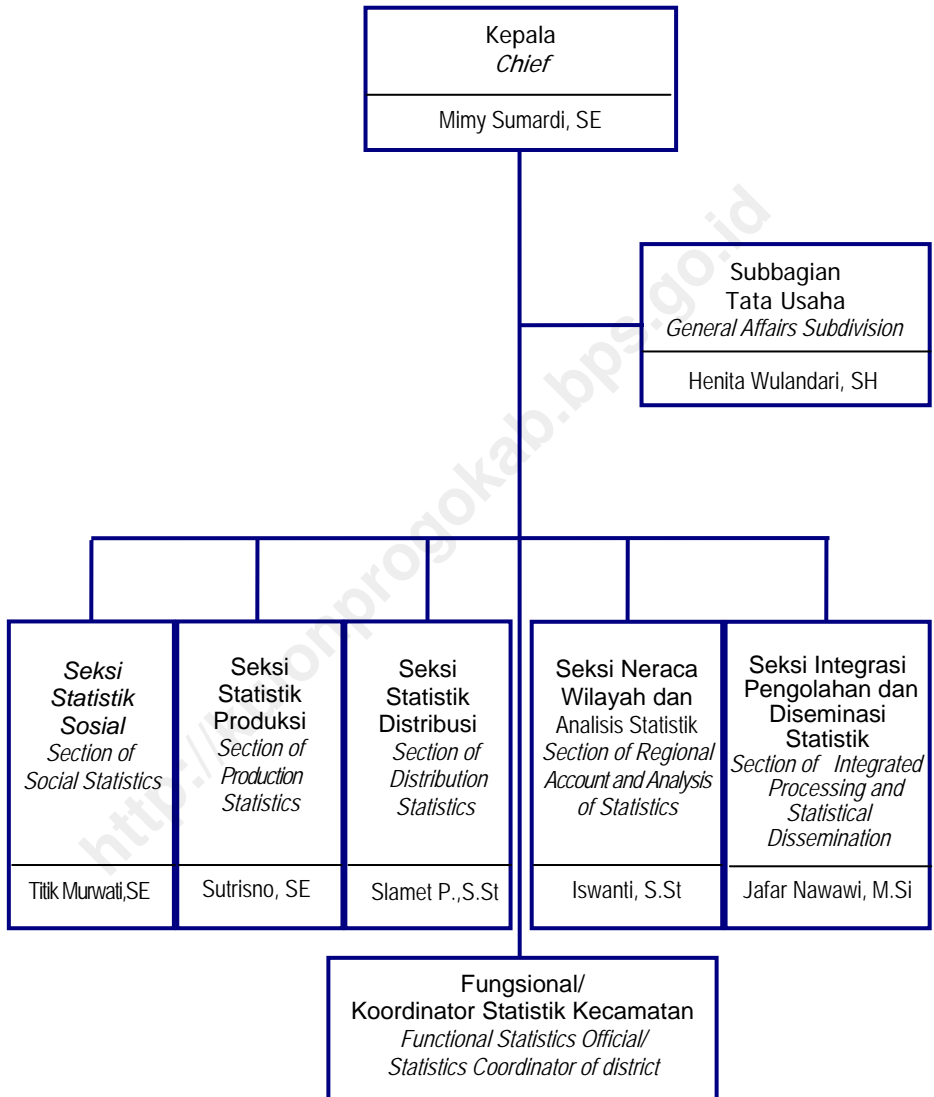 Kepala
Chief
Mimy Sumardi, SE
Subbagian
Tata Usaha
General Affairs Subdivision
Henita Wulandari, SH
Seksi
Statistik
Sosial
Section of
Social Statistics
Titik Murwati,SE
Seksi
Statistik
Produksi
Section of
Production
Statistics
Sutrisno, SE
Seksi
Statistik
Distribusi
Section of
Distribution
Statistics
Slamet P.,S.St
Seksi Neraca
Wilayah dan
Analisis Statistik
Section of Regional
Account and Analysis
of Statistics
Iswanti, S.St
Seksi Integrasi
Pengolahan dan
Diseminasi
Statistik
Section of Integrated
Processing and
Statistical
Dissemination
Jafar Nawawi, M.Si
Fungsional/
Koordinator Statistik Kecamatan
Functional Statistics Official/
Statistics Coordinator of district
http://kulonprogokab.bps.go.id